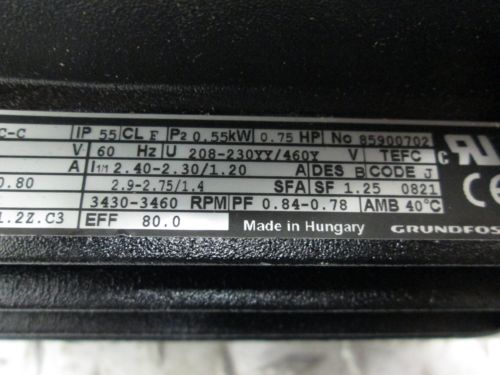 C-C IP 55 CL F P2 0,55kW 0.75 HP No 85900702
V 60 Hz U 208-230YY/460Y V TEFC
A I1/1 2.40-2.30/1.20 A DES B CODE J
0.80 2.9-2.75/1.4 SFA SF 1.25 0821
3430-3460 RPM PF 0.84-0.78 AMB 40°C
1.2Z.C3 EFF 80.0 Made in Hungary GRUNDFOS
c RU
CE